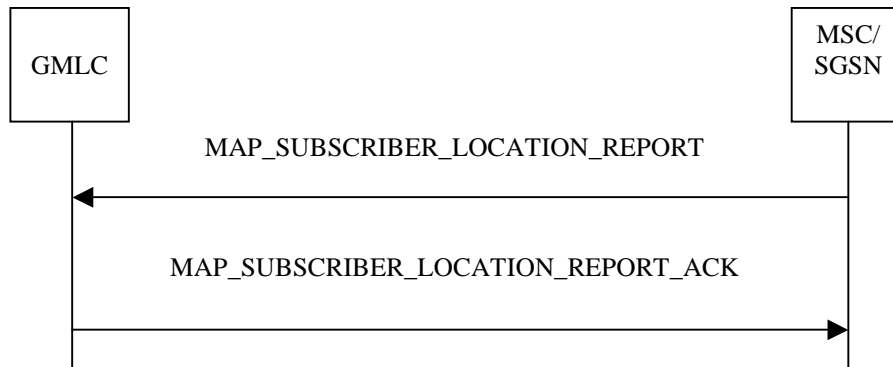 GMLC
MSC/
SGSN
MAP_SUBSCRIBER_LOCATION_REPORT
MAP_SUBSCRIBER_LOCATION_REPORT_ACK